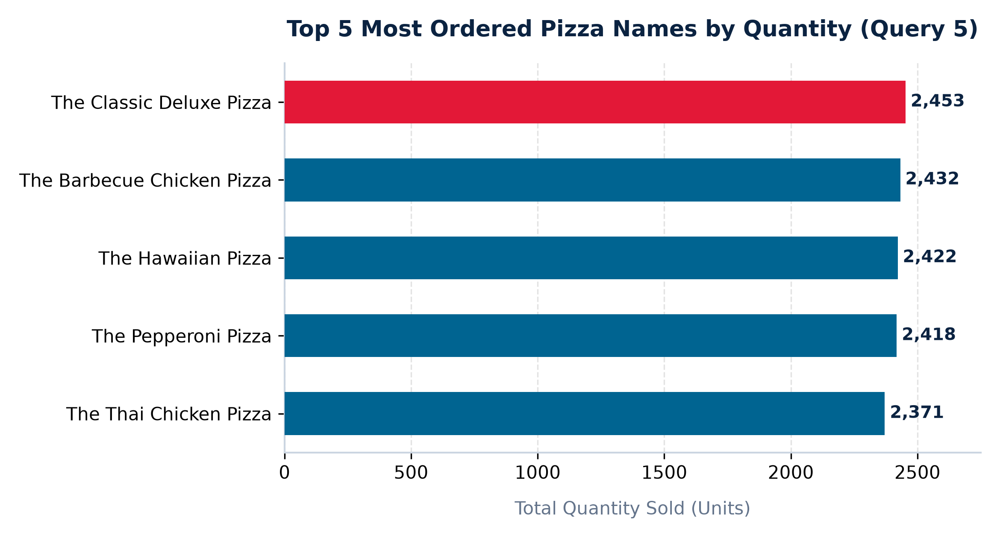 Top 5 Most Ordered Pizza Names by Quantity (Query 5)
The Classic Deluxe Pizza 2,453
The Barbecue Chicken Pizza 2,432
The Hawaiian Pizza 2,422
The Pepperoni Pizza 2,418
The Thai Chicken Pizza 2,371
0 500 1000 1500 2000 2500
Total Quantity Sold (Units)